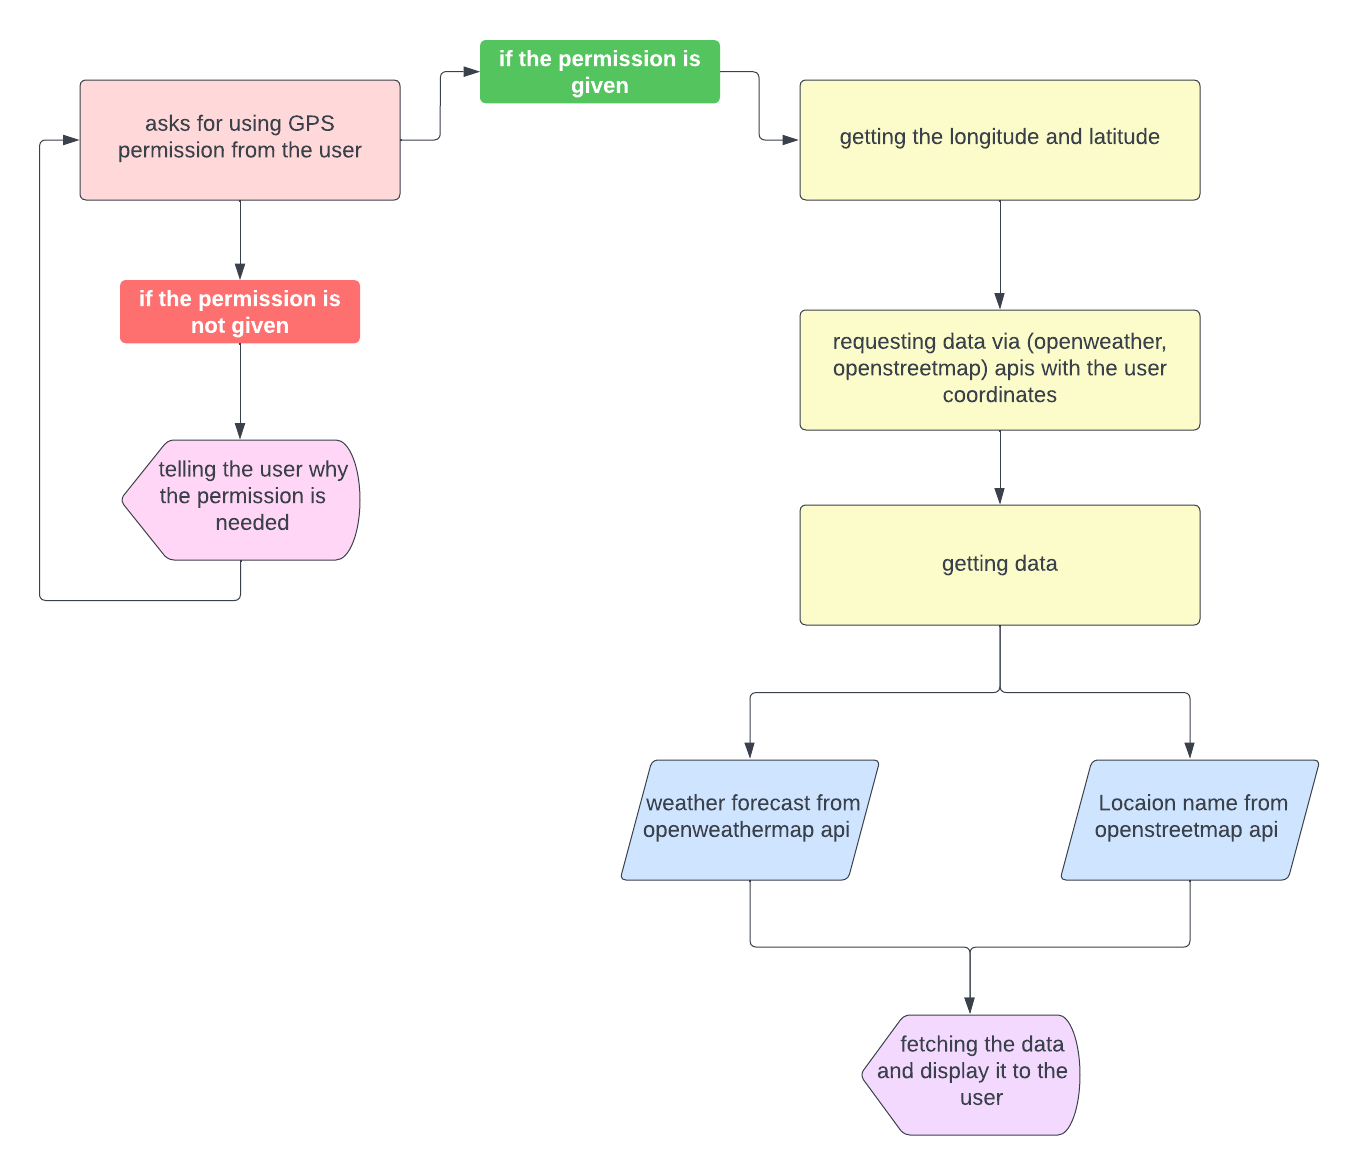 if the permission is
given
asks for using GPS
permission from the user
getting the longitude and latitude
if the permission is
not given
requesting data via (openweather,
openstreetmap) apis with the user
coordinates
telling the user why
the permission is
needed
getting data
weather forecast from
openweathermap api
Locaion name from
openstreetmap api
fetching the data
and display it to the
user